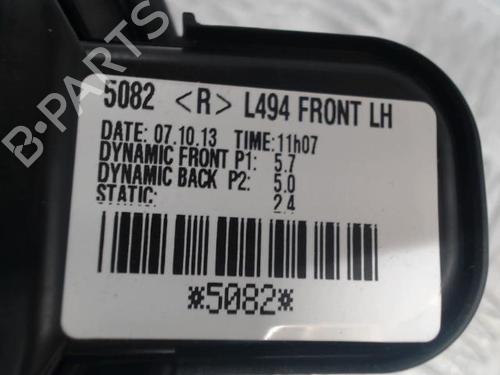 5082 <R> L494 FRONT LH
DATE: 07.10.13 TIME:11h07
DYNAMIC FRONT P1: 5.7
DYNAMIC BACK P2: 5.0
STATIC: 2.4
*5082*
B-PARTS